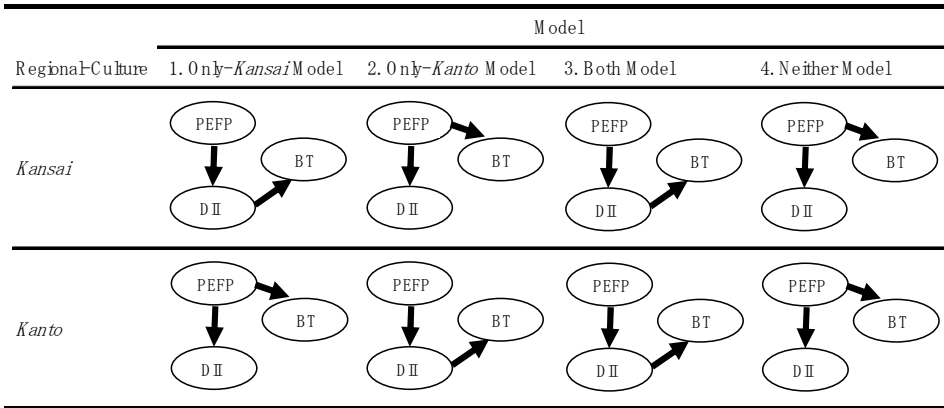 Model
Regional-Culture 1.Only-Kansai Model 2.Only-Kanto Model 3.Both Model 4.Neither Model
Kansai
PEFP PEFP PEFP PEFP
BT BT BT BT
DⅡ DⅡ DⅡ DⅡ
Kanto
PEFP PEFP PEFP PEFP
BT BT BT BT
DⅡ DⅡ DⅡ DⅡ